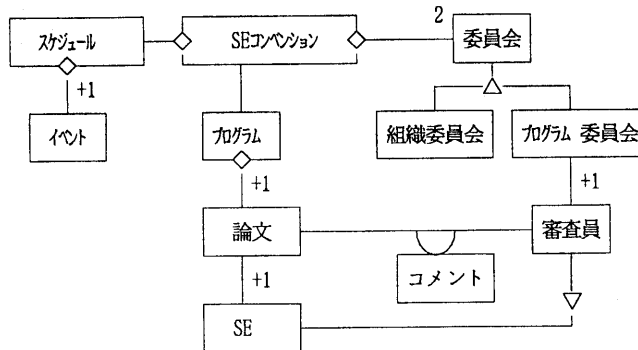 2
スケジュール
SEコンベンション
委員会
+1
イベント
プログラム
組織委員会
プログラム 委員会
+1
+1
論文
審査員
コメント
+1
SE